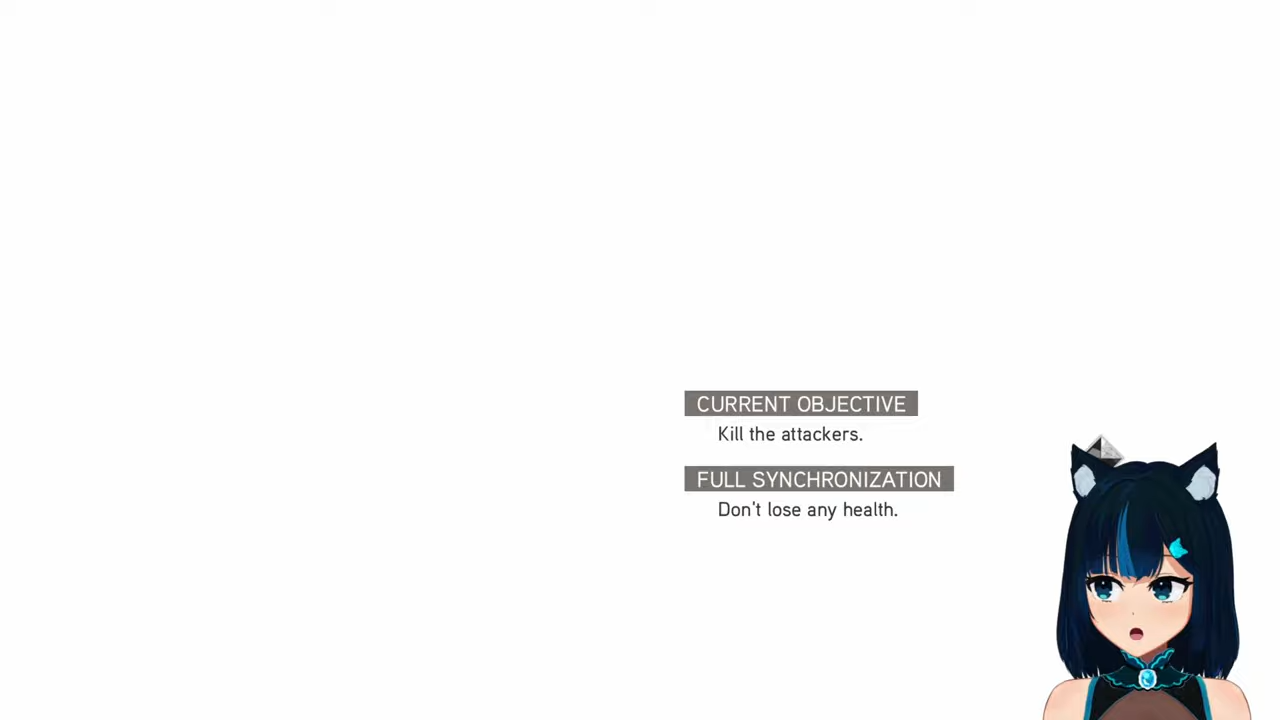 CURRENT OBJECTIVE
Kill the attackers.
FULL SYNCHRONIZATION
Don't lose any health.